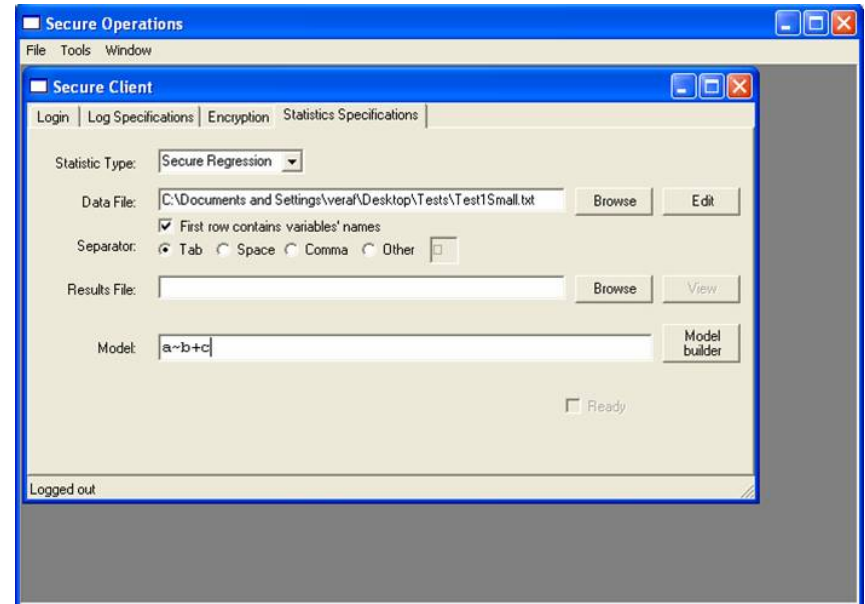 Secure Operations
File Tools Window
Secure Client
Login Log Specifications Encryption Statistics Specifications
Statistic Type: Secure Regression
Data File: C:\Documents and Settings\veraf\Desktop\Tests\Test1Small.txt Browse Edit
First row contains variables' names
Separator: Tab Space Comma Other
Results File: Browse View
Model: a~b+c Model builder
Ready
Logged out